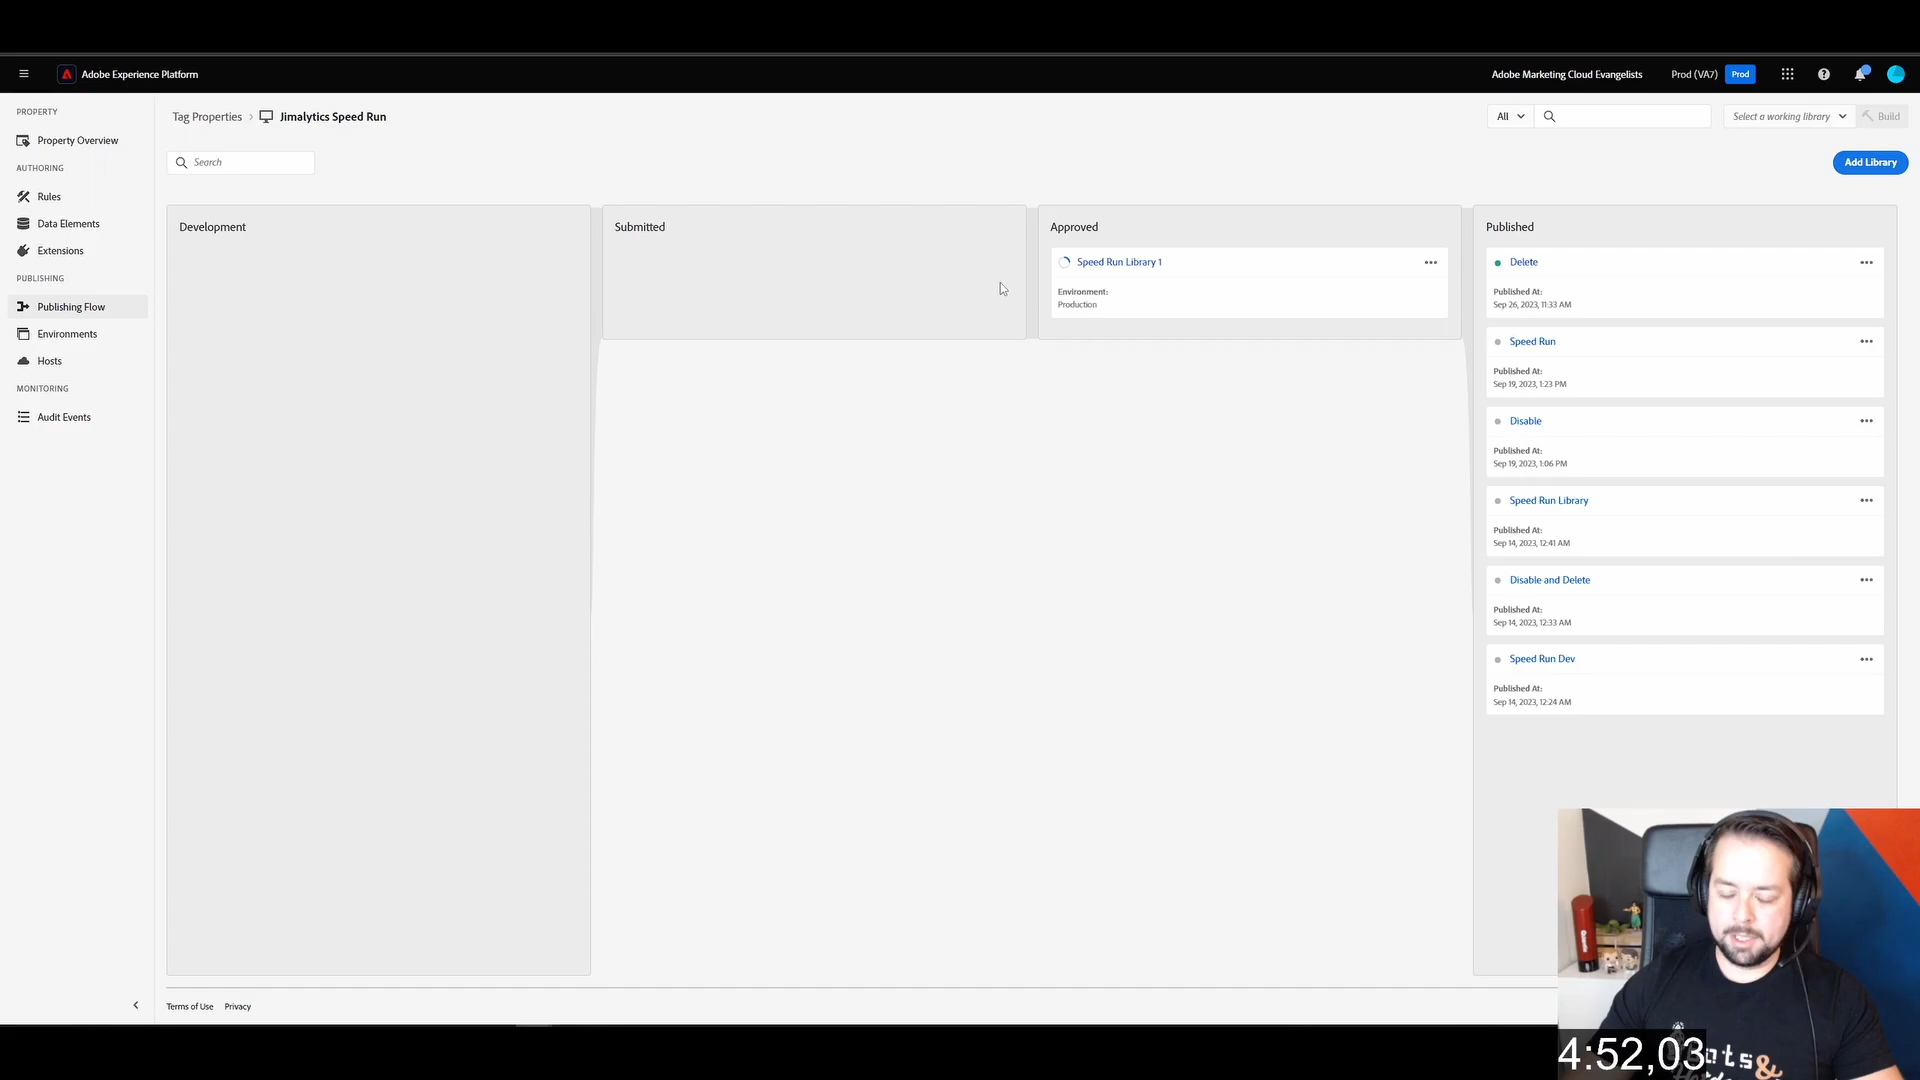 Adobe Experience Platform
Adobe Marketing Cloud Evangelists
Prod (VA7)
Prod
PROPERTY
Property Overview
AUTHORING
Rules
Data Elements
Extensions
PUBLISHING
Publishing Flow
Environments
Hosts
MONITORING
Audit Events
Tag Properties
Jimalytics Speed Run
All
Select a working library
Build
Search
Add Library
Development
Submitted
Approved
Speed Run Library 1
Environment:
Production
Published
Delete
Published At:
Sep 26, 2023, 11:33 AM
Speed Run
Published At:
Sep 19, 2023, 1:23 PM
Disable
Published At:
Sep 19, 2023, 1:06 PM
Speed Run Library
Published At:
Sep 14, 2023, 12:41 AM
Disable and Delete
Published At:
Sep 14, 2023, 12:33 AM
Speed Run Dev
Published At:
Sep 14, 2023, 12:24 AM
Terms of Use
Privacy
4:52,03